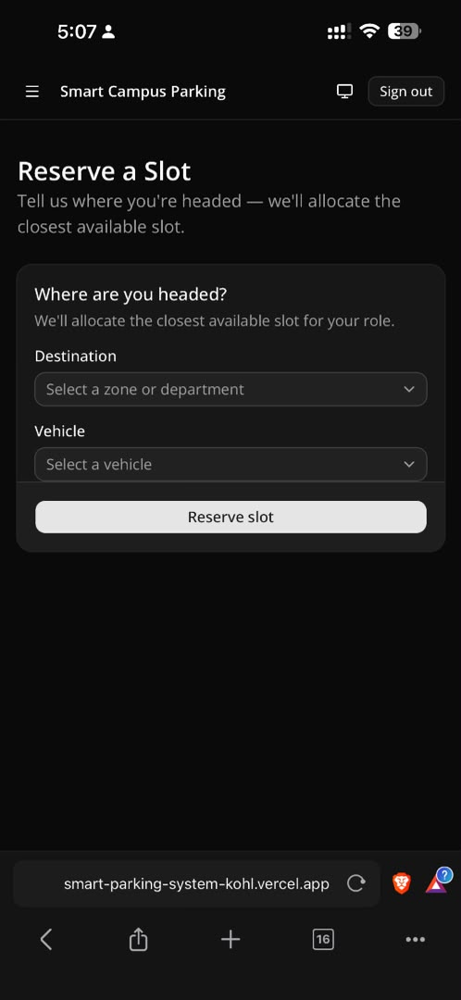 5:07
39
Smart Campus Parking
Sign out
Reserve a Slot
Tell us where you're headed — we'll allocate the
closest available slot.
Where are you headed?
We'll allocate the closest available slot for your role.
Destination
Select a zone or department
Vehicle
Select a vehicle
Reserve slot
smart-parking-system-kohl.vercel.app
?
16